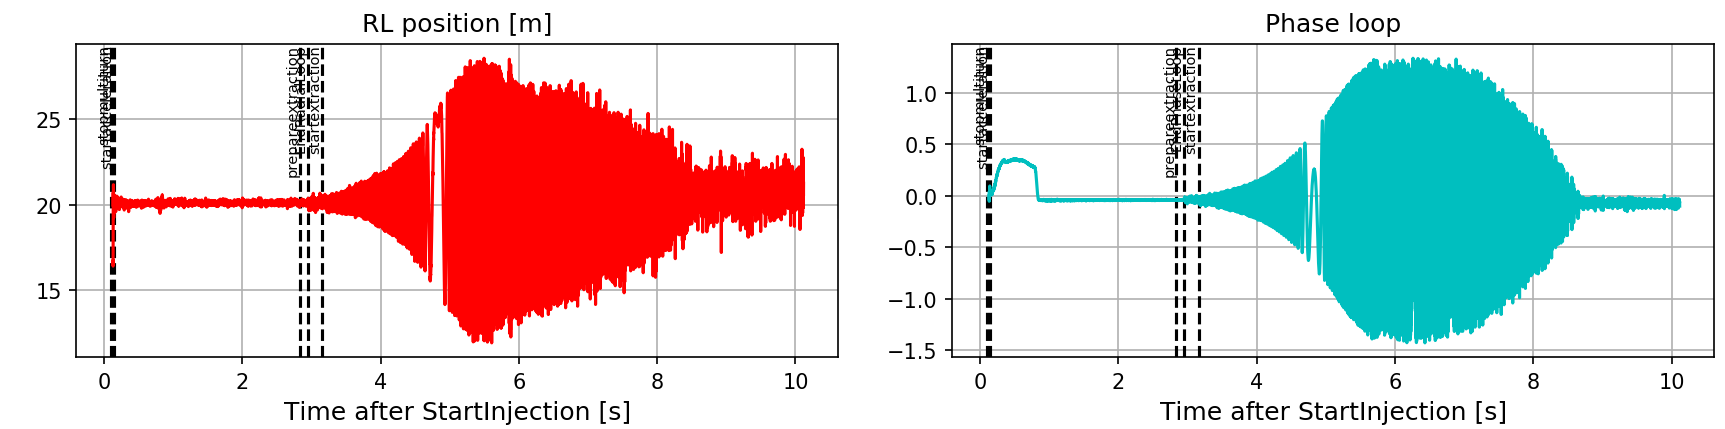 RL position [m]
Phase loop
stopmultiturn
prepareextraction
startextraction
stopmultiturn
prepareextraction
startextraction
25
20
15
1.0
0.5
0.0
−0.5
−1.0
−1.5
0 2 4 6 8 10
0 2 4 6 8 10
Time after StartInjection [s]
Time after StartInjection [s]